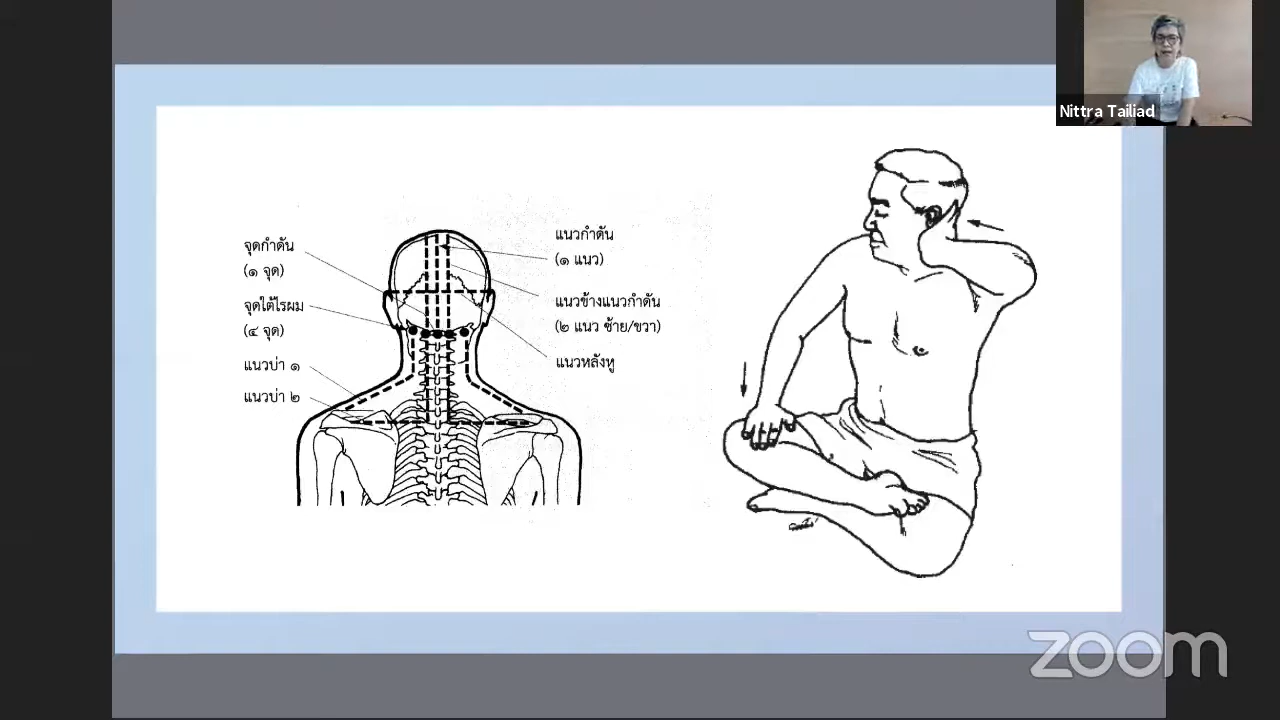 Nittra Tailiad
จุดกำด้น
(๑ จุด)
จุดใต้ไรผม
(๔ จุด)
แนวบ่า ๑
แนวบ่า ๒
แนวกำด้น
(๑ แนว)
แนวข้างแนวกำด้น
(๒ แนว ซ้าย/ขวา)
แนวหลังหู
zoom